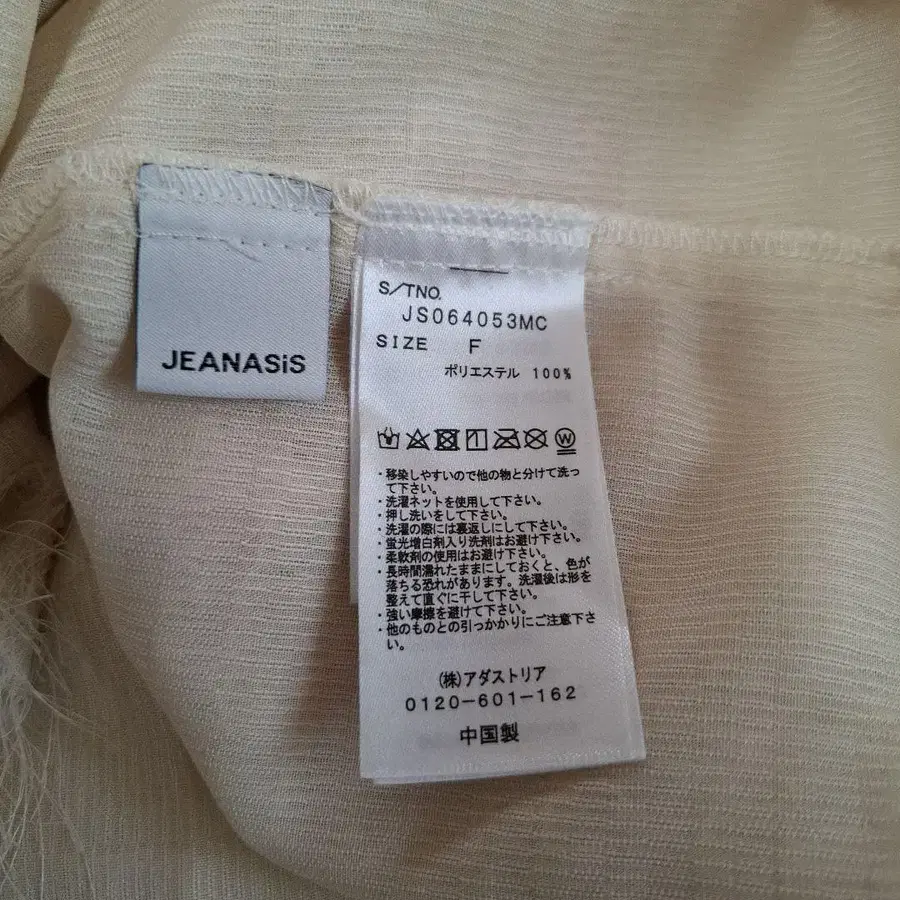 JEANASiS
S/TNO.
JS064053MC
SIZE F
ポリエステル 100%
W
・移染しやすいので他の物と分けて洗っ
て下さい。
・洗濯ネットを使用して下さい。
・押し洗いをして下さい。
・洗濯の際には裏返しにして下さい。
・蛍光増白剤入り洗剤はお避け下さい。
・柔軟剤の使用はお避け下さい。
・長時間濡れたままにしておくと、色が
落ちる恐れがあります。洗濯後は形を
整えて直ぐに干して下さい。
・強い摩擦を避けて下さい。
・他のものとの引っかかりにご注意下さ
い。
(株)アダストリア
0120-601-162
中国製